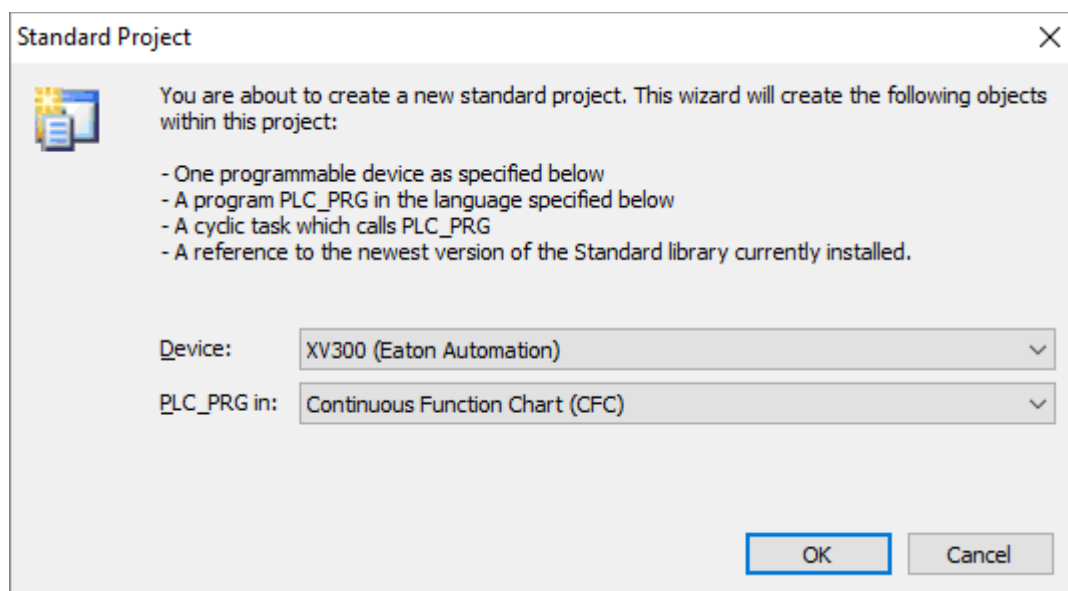 Standard Project
You are about to create a new standard project. This wizard will create the following objects
within this project:
- One programmable device as specified below
- A program PLC_PRG in the language specified below
- A cyclic task which calls PLC_PRG
- A reference to the newest version of the Standard library currently installed.
Device: XV300 (Eaton Automation)
PLC_PRG in: Continuous Function Chart (CFC)
OK Cancel